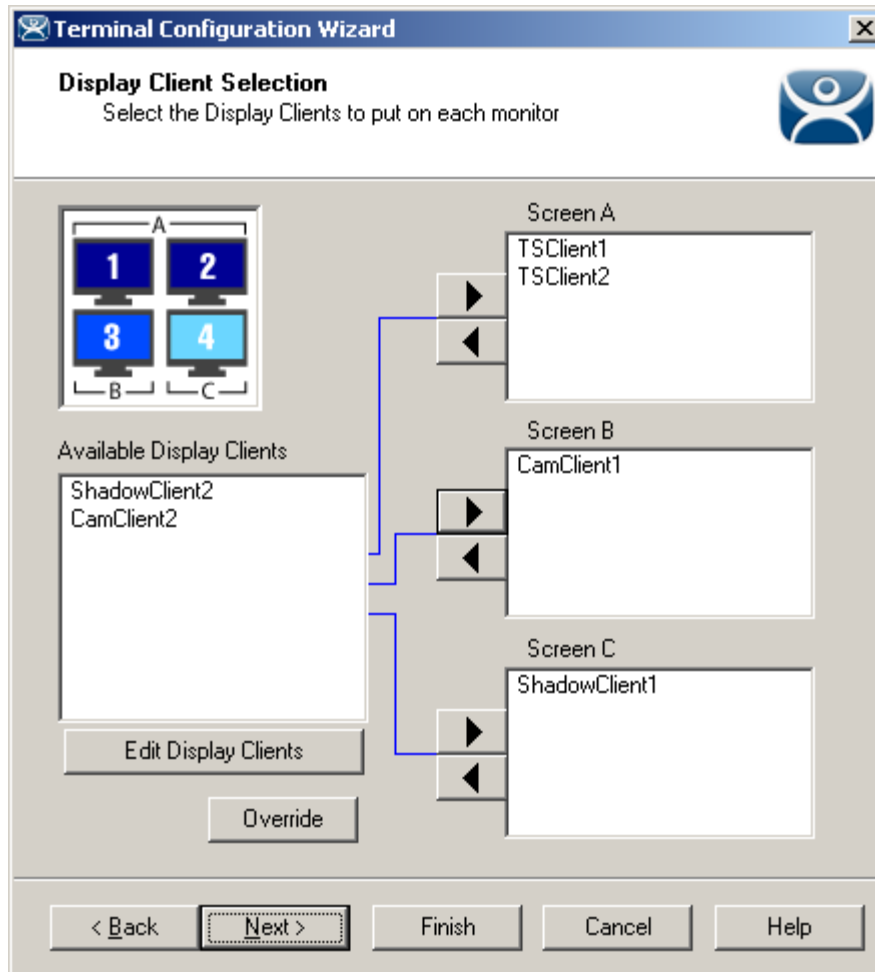 Terminal Configuration Wizard
Display Client Selection
Select the Display Clients to put on each monitor
A
1 2
3 4
B C
Available Display Clients
ShadowClient2
CamClient2
Edit Display Clients
Override
Screen A
TSClient1
TSClient2
Screen B
CamClient1
Screen C
ShadowClient1
< Back
Next >
Finish
Cancel
Help